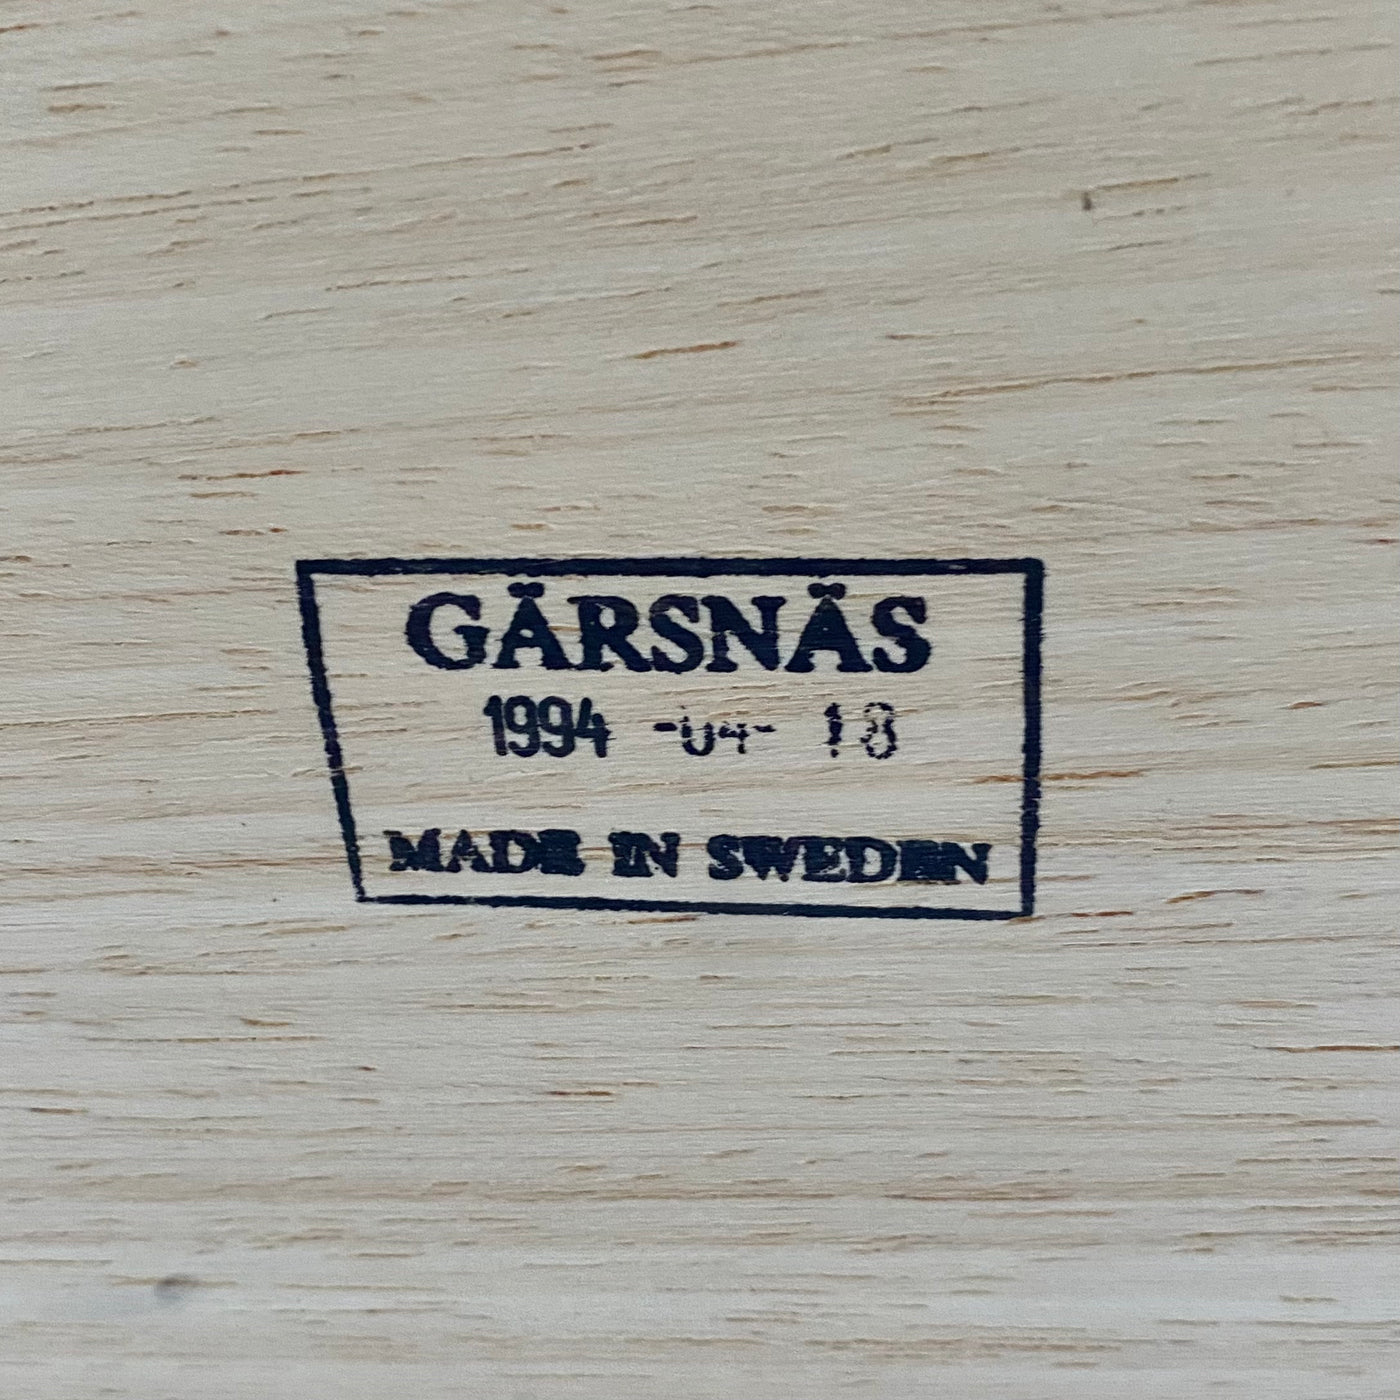 GÄRSNÄS
1994 -04- 18
MADE IN SWEDEN